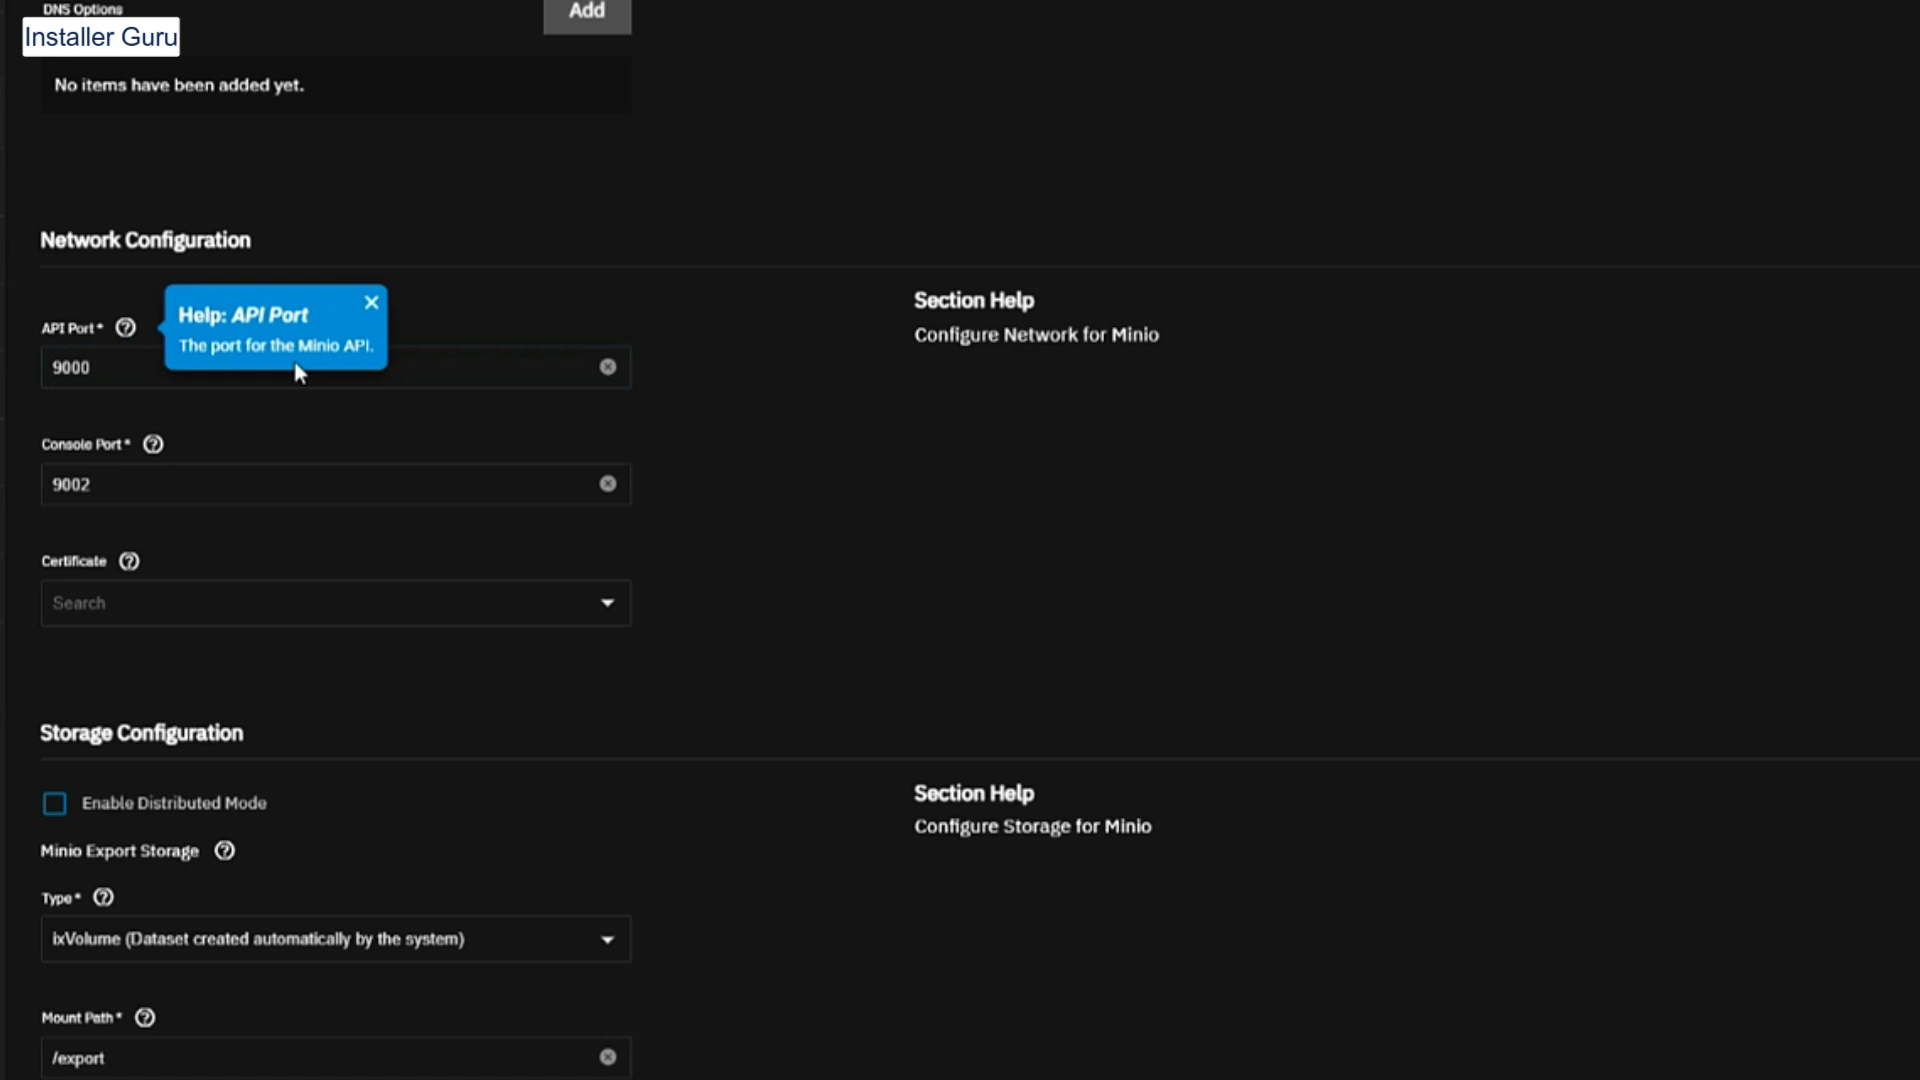 DNS Options
Add
Installer Guru
No items have been added yet.
Network Configuration
API Port*
Help: API Port
The port for the Minio API.
9000
Section Help
Configure Network for Minio
Console Port*
9002
Certificate
Search
Storage Configuration
Enable Distributed Mode
Section Help
Configure Storage for Minio
Minio Export Storage
Type*
ixVolume (Dataset created automatically by the system)
Mount Path*
/export